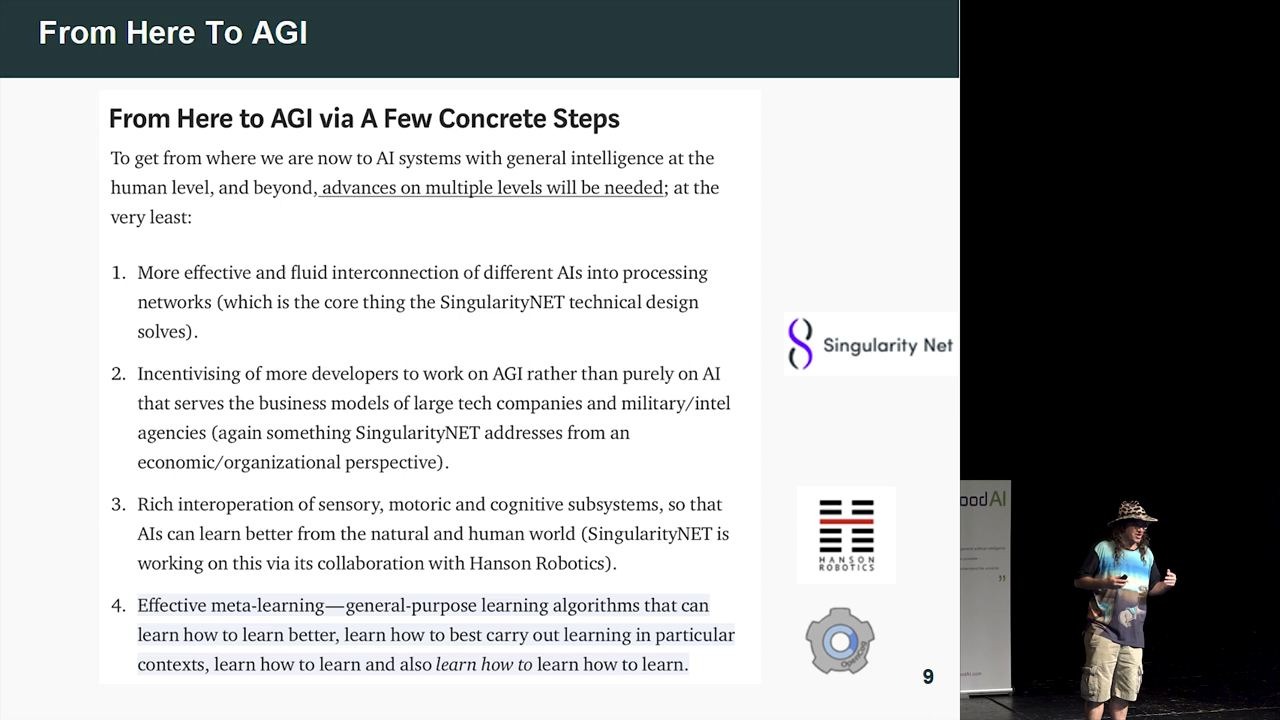 From Here To AGI
From Here to AGI via A Few Concrete Steps
To get from where we are now to AI systems with general intelligence at the
human level, and beyond, advances on multiple levels will be needed; at the
very least:
1. More effective and fluid interconnection of different AIs into processing
networks (which is the core thing the SingularityNET technical design
solves).
2. Incentivising of more developers to work on AGI rather than purely on AI
that serves the business models of large tech companies and military/intel
agencies (again something SingularityNET addresses from an
economic/organizational perspective).
3. Rich interoperation of sensory, motoric and cognitive subsystems, so that
AIs can learn better from the natural and human world (SingularityNET is
working on this via its collaboration with Hanson Robotics).
4. Effective meta-learning—general-purpose learning algorithms that can
learn how to learn better, learn how to best carry out learning in particular
contexts, learn how to learn and also learn how to learn how to learn.
Singularity Net
HANSON
ROBOTICS
OpenCog
9
oodAI